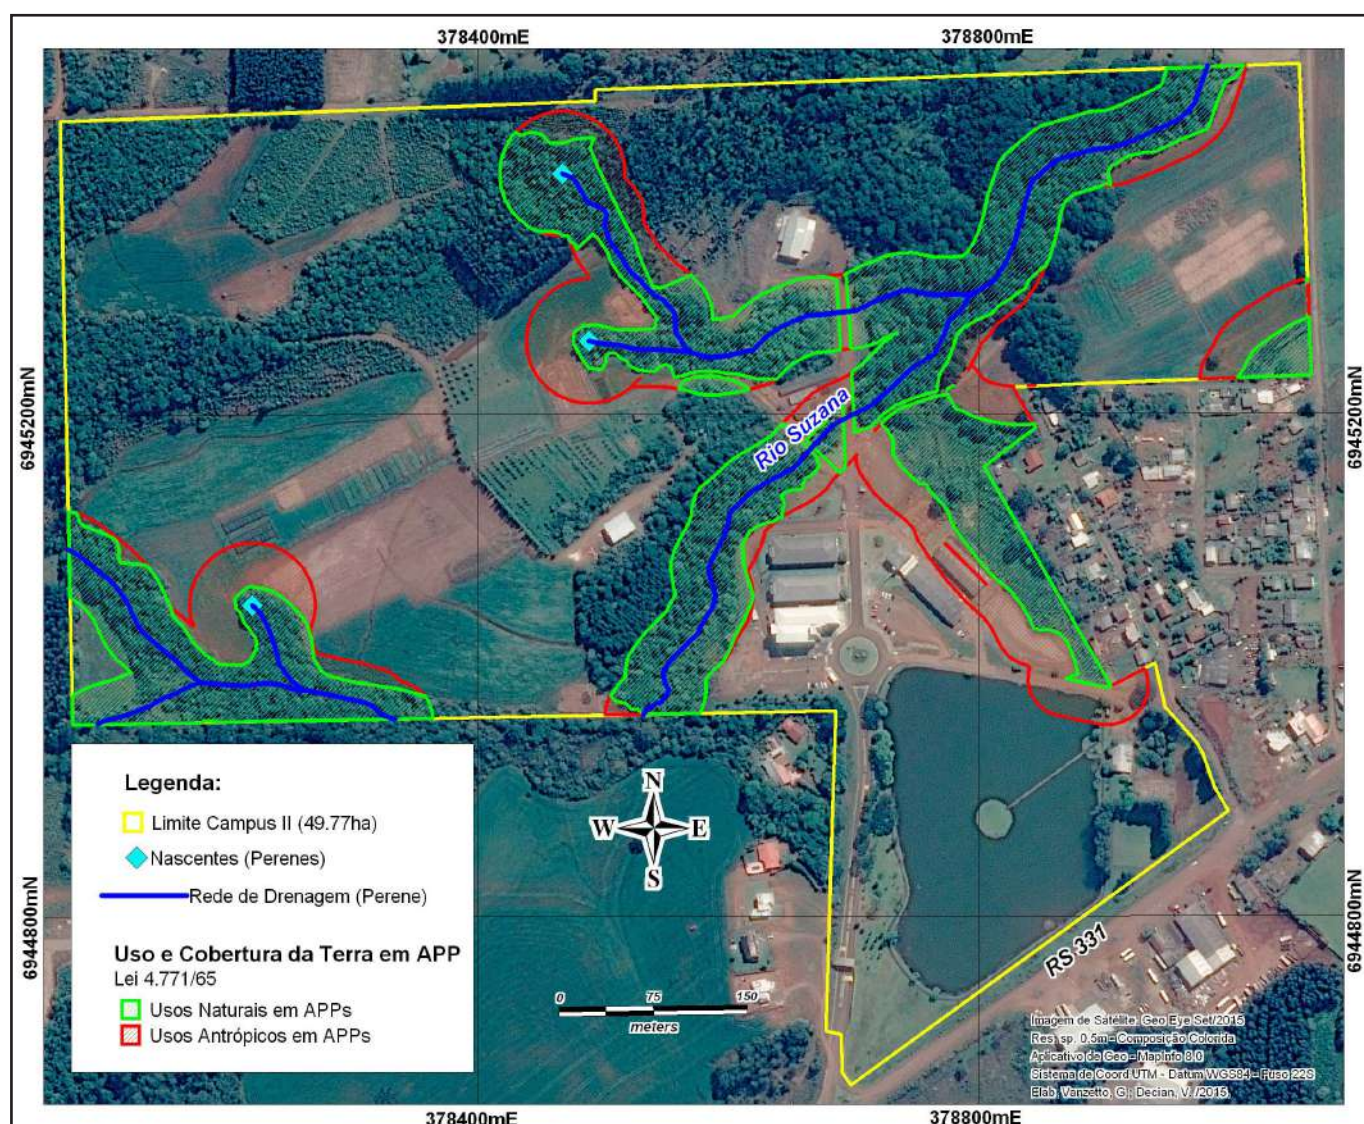 378400mE
378800mE
6945200mN
6945200mN
Rio Suzana
Legenda:
Limite Campus II (49.77ha)
Nascentes (Perenes)
Rede de Drenagem (Perene)
Uso e Cobertura da Terra em APP
Lei 4.771/65
Usos Naturais em APPs
Usos Antrópicos em APPs
N
W
E
S
0 75 150
meters
RS 331
6944800mN
6944800mN
Imagem de Satélite: Geo Eye Set/2015
Res. sp. 0.5m - Composição Colorida
Aplicativo de Geo - MapInfo 8.0
Sistema de Coord UTM - Datum WGS84 - Fuso 22S
Elab: Vanzetto, G.; Decian, V. /2015.
378400mE
378800mE